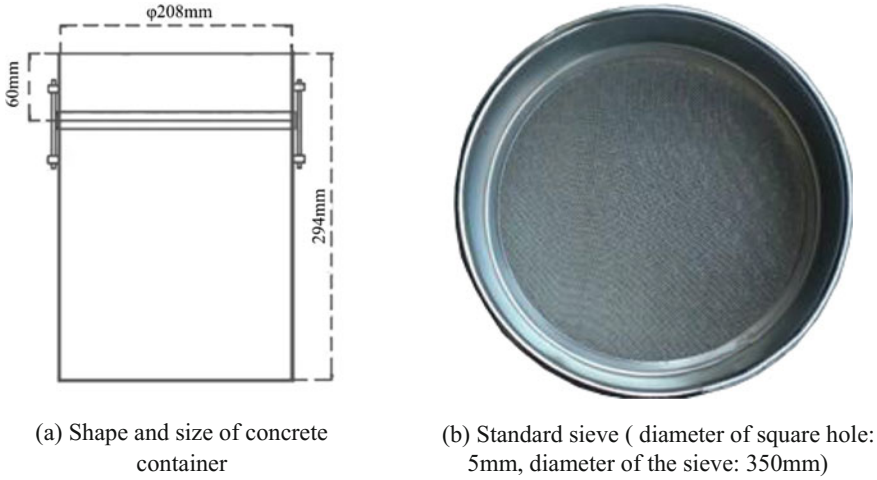 φ208mm
60mm
294mm
(a) Shape and size of concrete
container
(b) Standard sieve ( diameter of square hole:
5mm, diameter of the sieve: 350mm)